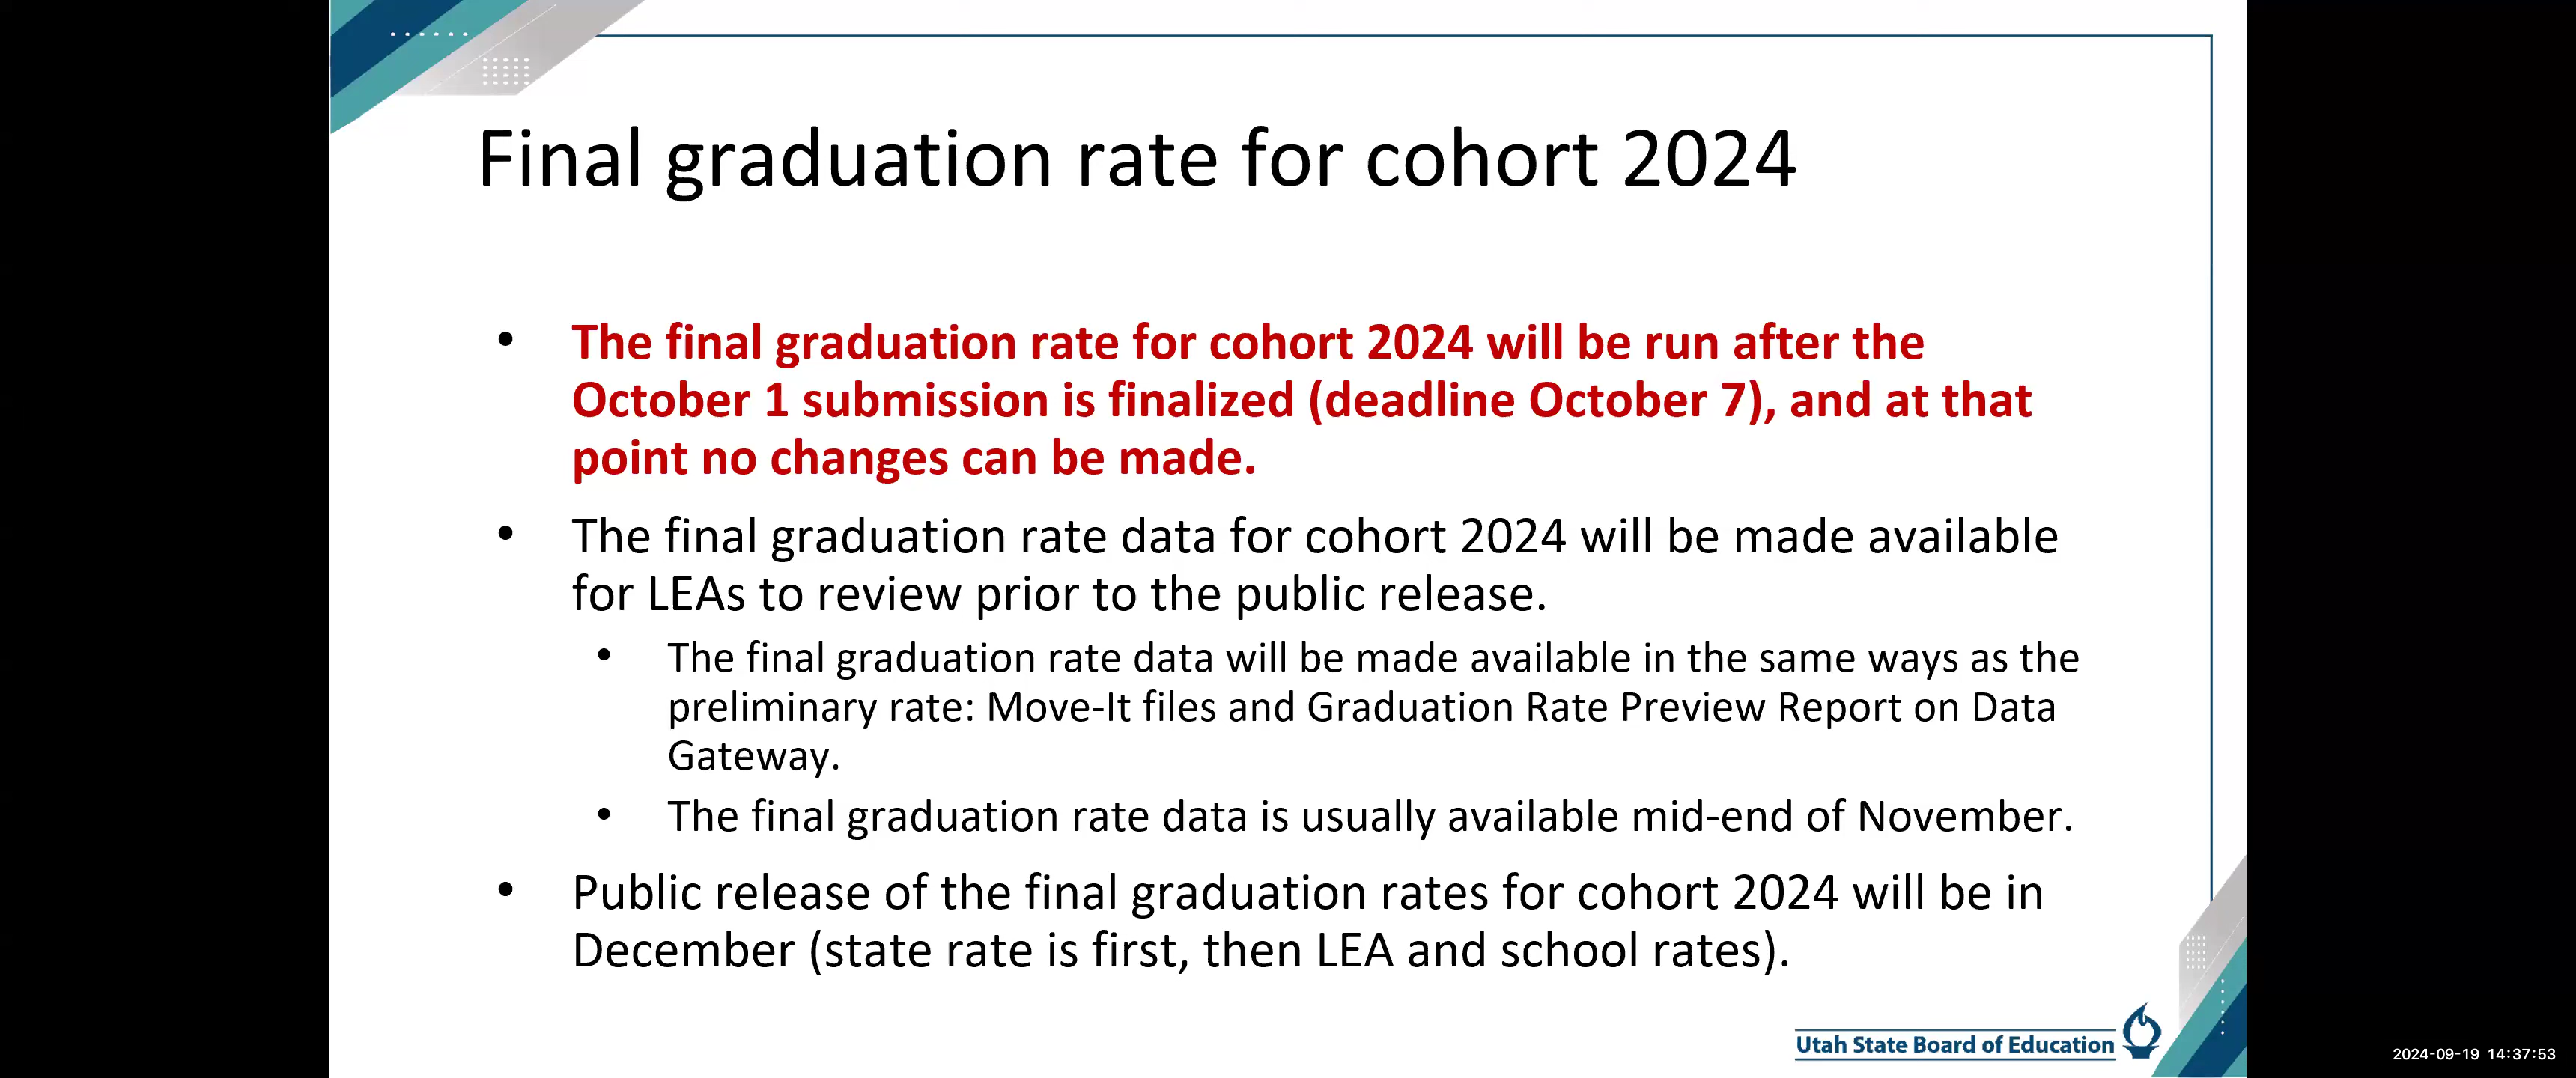 Final graduation rate for cohort 2024
• The final graduation rate for cohort 2024 will be run after the
October 1 submission is finalized (deadline October 7), and at that
point no changes can be made.
• The final graduation rate data for cohort 2024 will be made available
for LEAs to review prior to the public release.
• The final graduation rate data will be made available in the same ways as the
preliminary rate: Move-It files and Graduation Rate Preview Report on Data
Gateway.
• The final graduation rate data is usually available mid-end of November.
• Public release of the final graduation rates for cohort 2024 will be in
December (state rate is first, then LEA and school rates).
Utah State Board of Education
2024-09-19 14:37:53